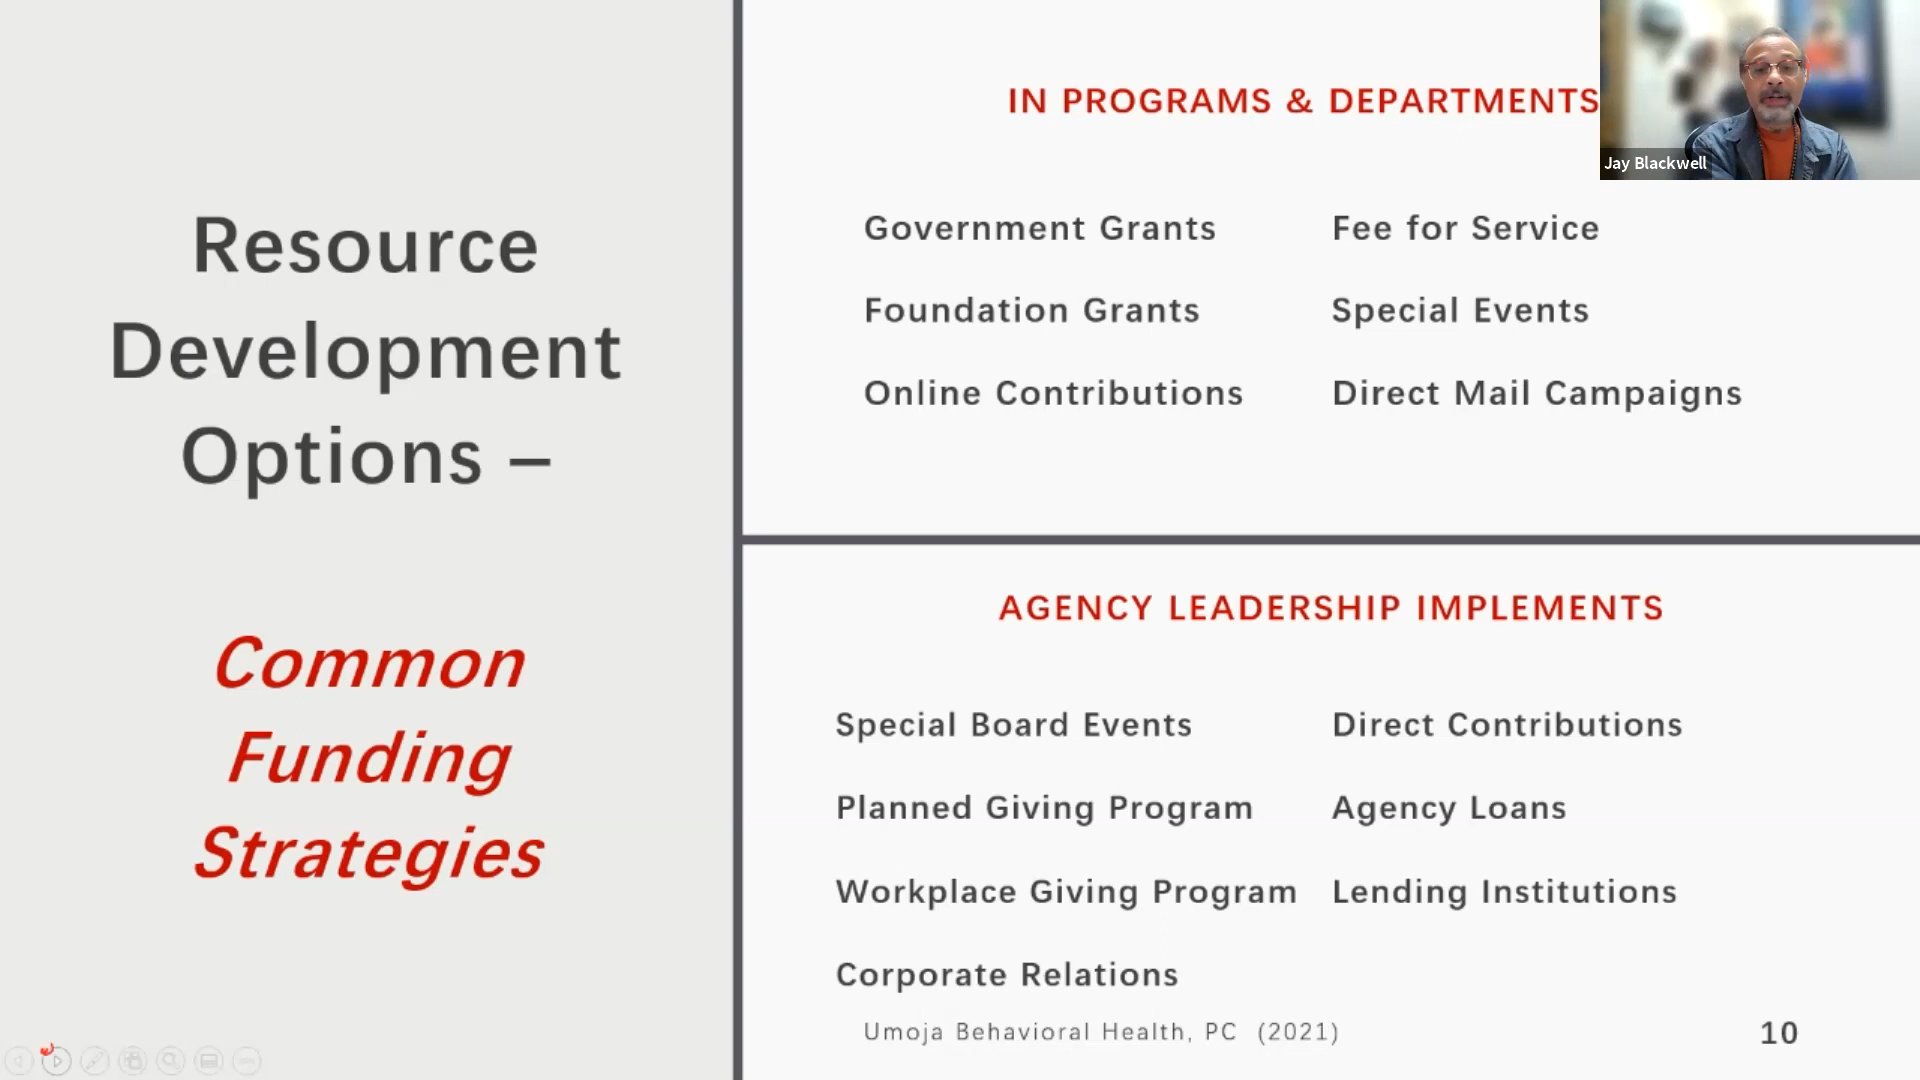 Resource
Development
Options –
Common
Funding
Strategies
IN PROGRAMS & DEPARTMENTS
Government Grants
Fee for Service
Foundation Grants
Special Events
Online Contributions
Direct Mail Campaigns
AGENCY LEADERSHIP IMPLEMENTS
Special Board Events
Direct Contributions
Planned Giving Program
Agency Loans
Workplace Giving Program
Lending Institutions
Corporate Relations
Umoja Behavioral Health, PC (2021)
10
Jay Blackwell